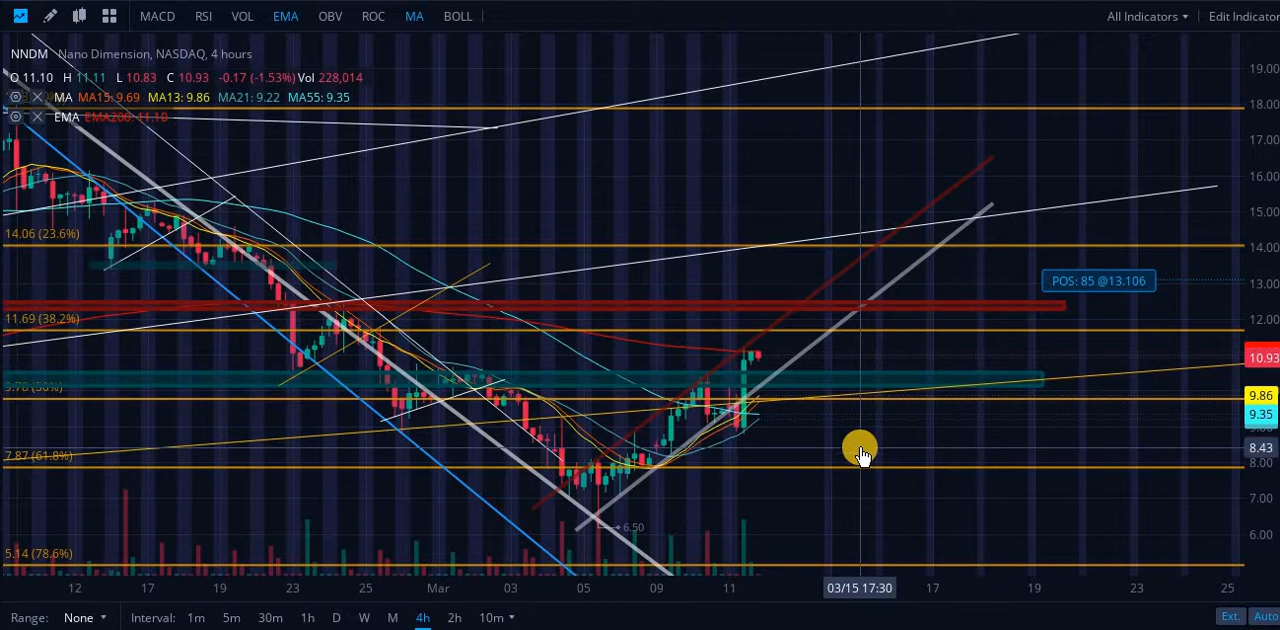 MACD RSI VOL EMA OBV ROC MA BOLL All Indicators Edit Indicator
NNDM Nano Dimension, NASDAQ, 4 hours
O 11.10 H 11.11 L 10.83 C 10.93 -0.17 (-1.53%) Vol 228,014
MA MA15: 9.69 MA13: 9.86 MA21: 9.22 MA55: 9.35
EMA EMA200: 11.10
19.00
18.00
17.00
16.00
15.00
14.06 (23.6%)
14.00
POS: 85 @13.106
13.00
11.69 (38.2%)
12.00
10.93
9.78 (50%)
9.86
9.35
8.43
7.87 (61.8%)
8.00
7.00
6.50
6.00
5.14 (78.6%)
12 17 19 23 25 Mar 03 05 09 11 03/15 17:30 17 19 23 25
Range: None Interval: 1m 5m 30m 1h D W M 4h 2h 10m Ext. Auto